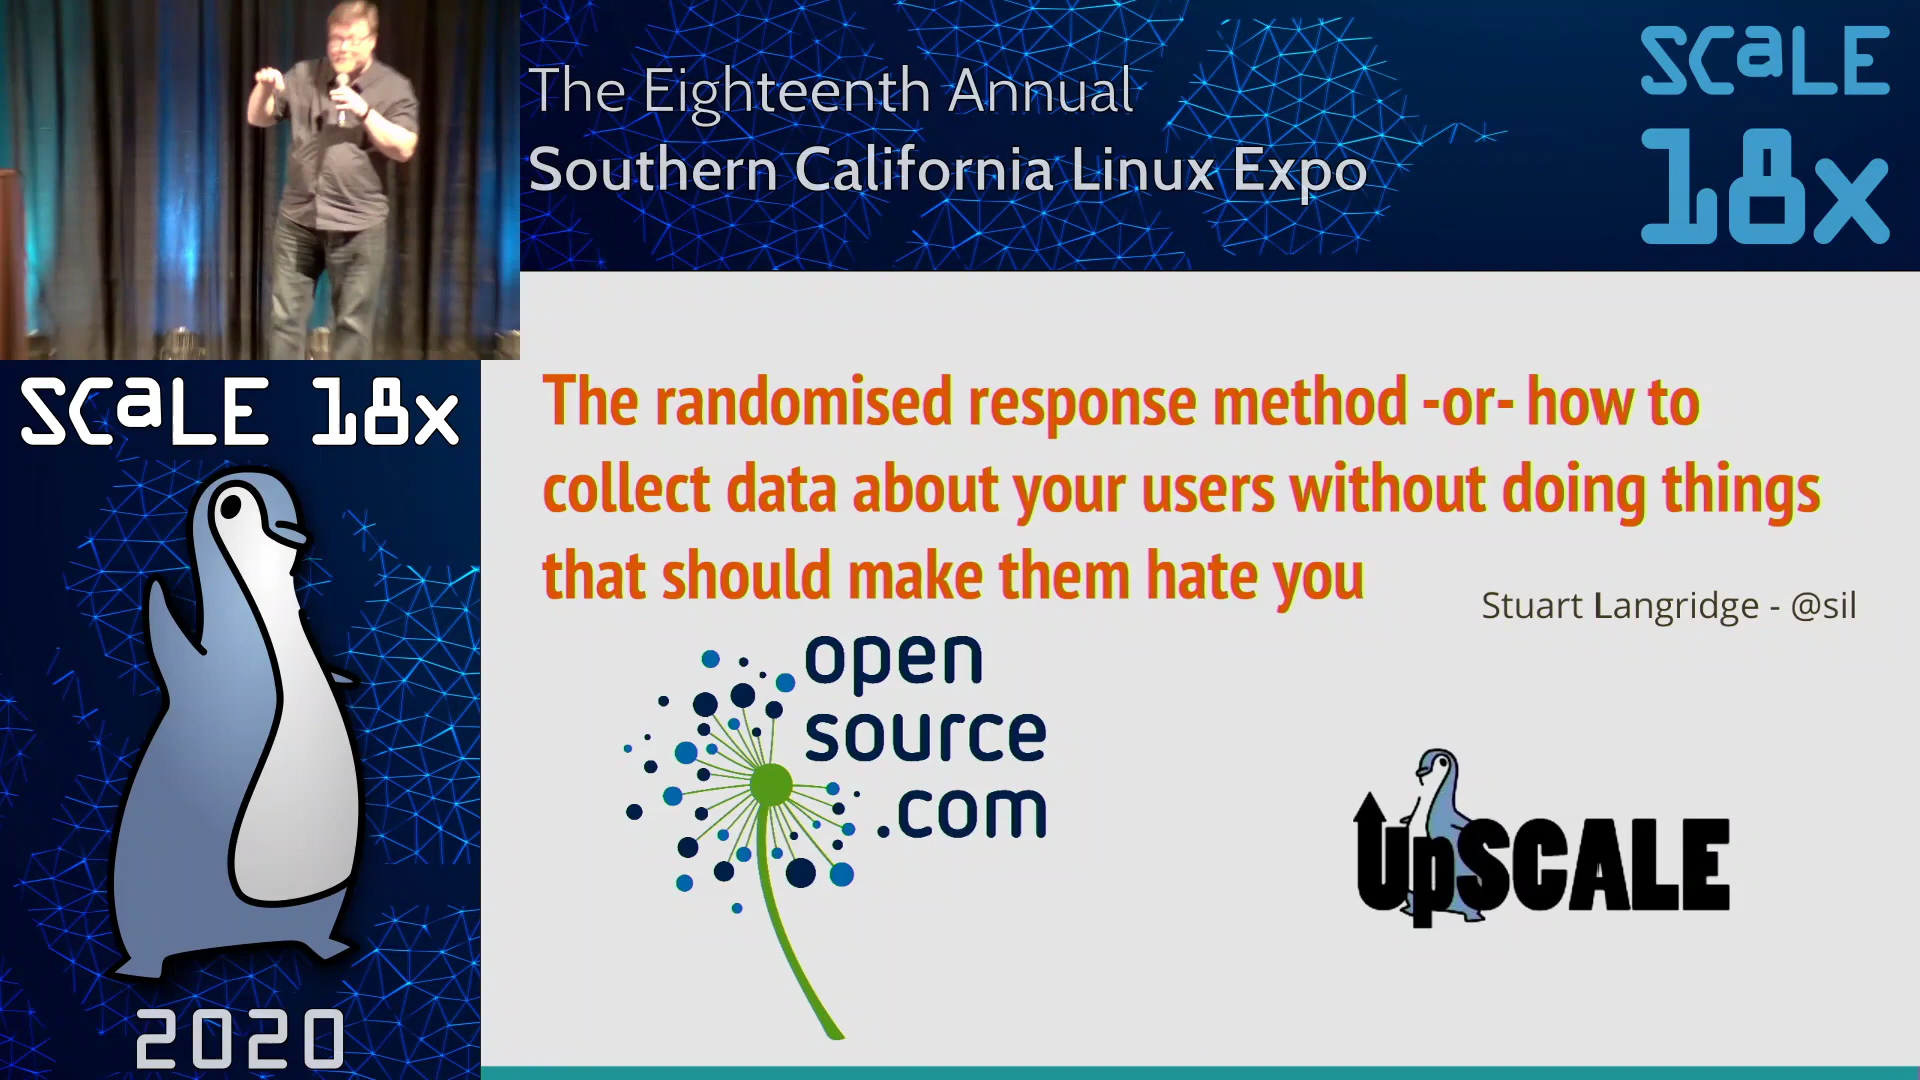 The Eighteenth Annual
Southern California Linux Expo
SCaLE
18x
SCaLE 18x
2020
The randomised response method -or- how to
collect data about your users without doing things
that should make them hate you
Stuart Langridge - @sil
open
source
.com
UpSCALE